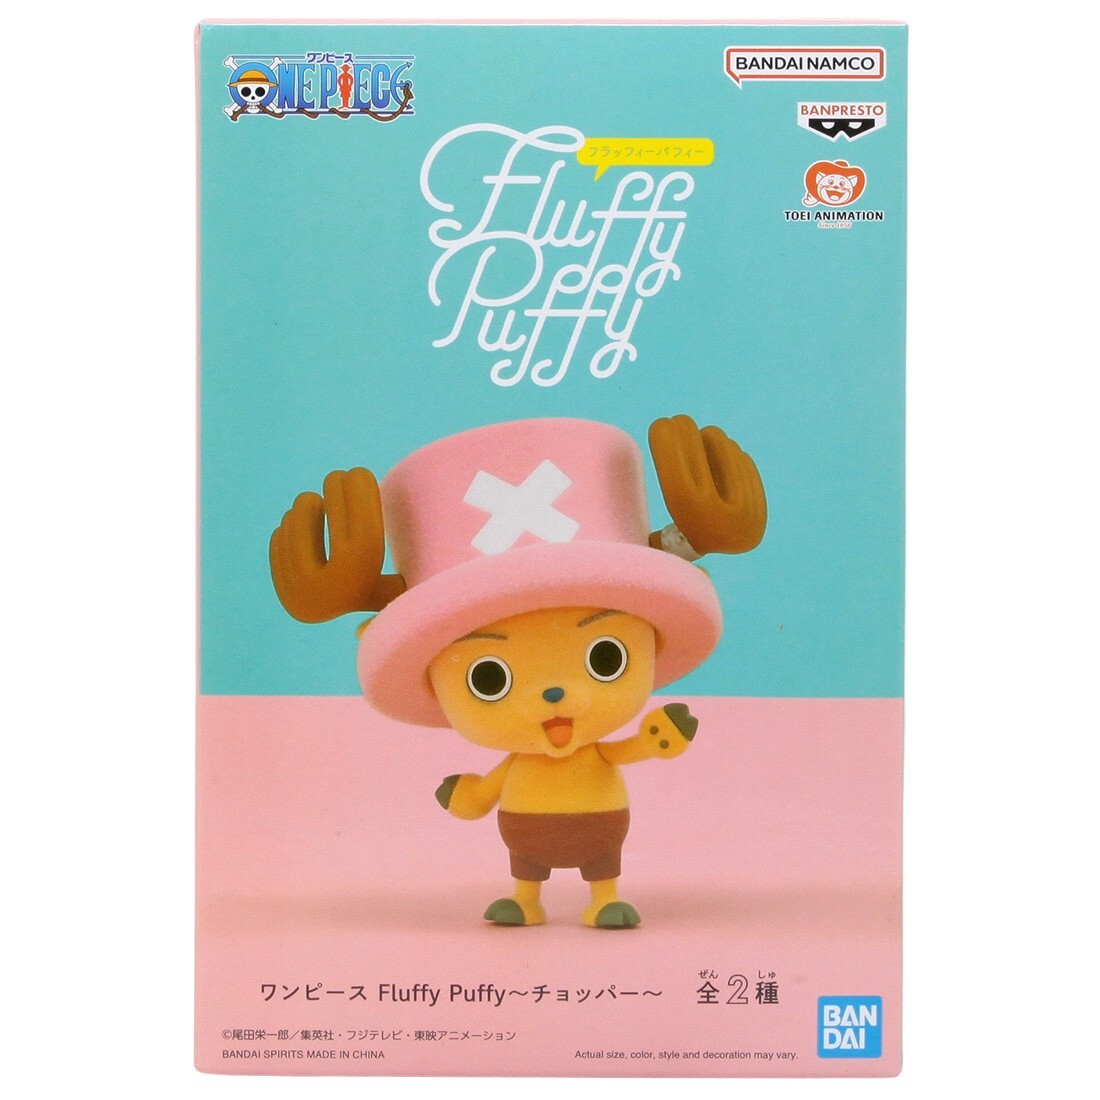 ワンピース
ONE PIECE
BANDAI NAMCO
BANPRESTO
TOEI ANIMATION
Since 1956
フラッフィーパフィー
Fluffy
Puffy
ワンピース Fluffy Puffy～チョッパー～
ぜん しゅ
全2種
©尾田栄一郎／集英社・フジテレビ・東映アニメーション
BANDAI SPIRITS MADE IN CHINA
Actual size, color, style and decoration may vary.
BAN
DAI